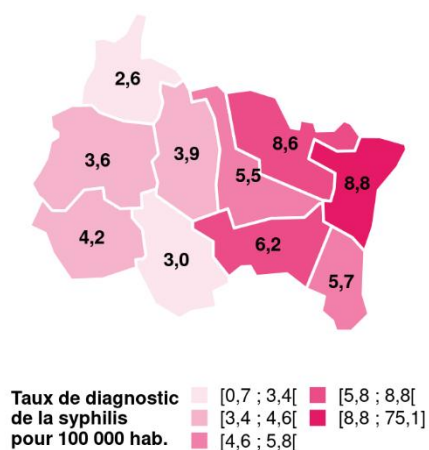 2,6
8,6
3,6
3,9
5,5
8,8
4,2
6,2
3,0
5,7
Taux de diagnostic
de la syphilis
pour 100 000 hab.
[0,7 ; 3,4[
[3,4 ; 4,6[
[4,6 ; 5,8[
[5,8 ; 8,8[
[8,8 ; 75,1]